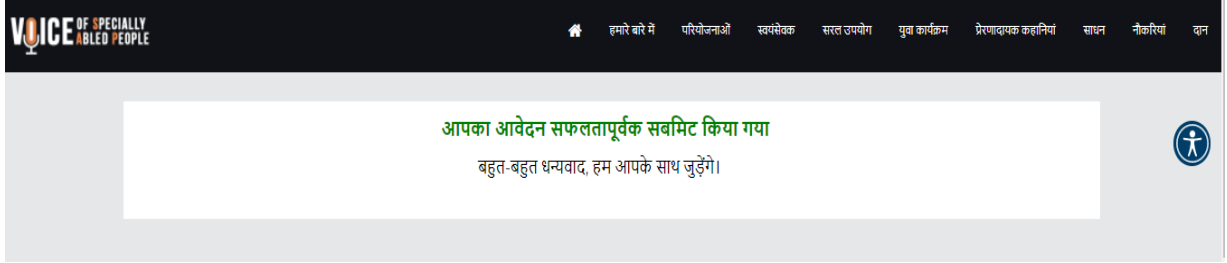 VOICE OF SPECIALLY ABLED PEOPLE
हमारे बारे में परियोजनाओं स्वयंसेवक सरल उपयोग युवा कार्यक्रम प्रेरणादायक कहानियां साधन नौकरियां दान
आपका आवेदन सफलतापूर्वक सबमिट किया गया
बहुत-बहुत धन्यवाद, हम आपके साथ जुड़ेंगे।